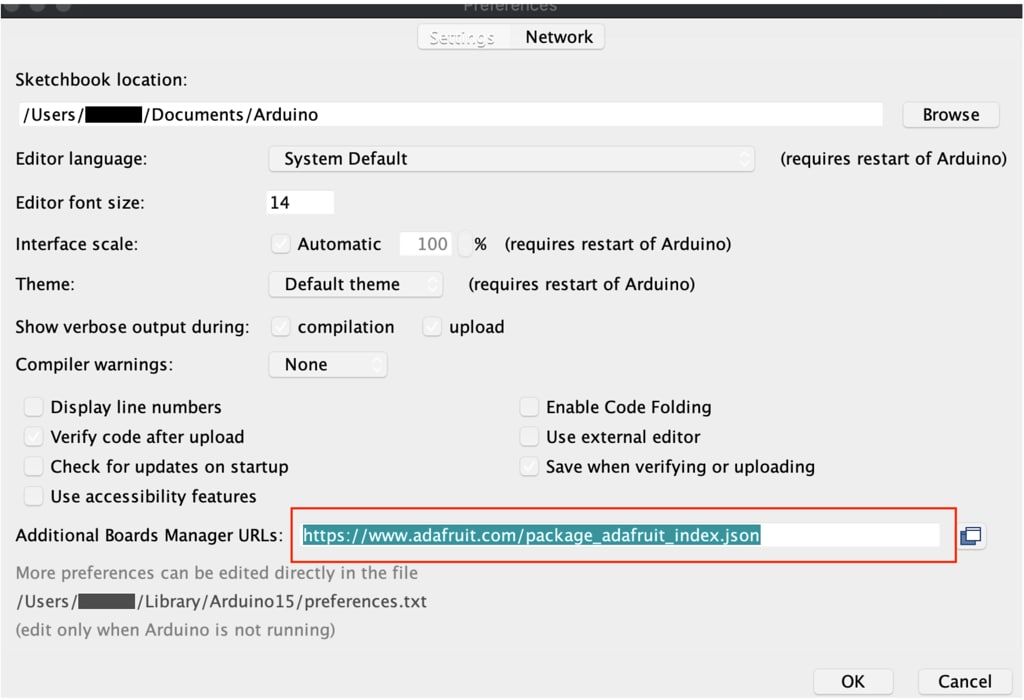 Preferences
Settings Network
Sketchbook location:
/Users/ /Documents/Arduino Browse
Editor language: System Default (requires restart of Arduino)
Editor font size: 14
Interface scale: Automatic 100 % (requires restart of Arduino)
Theme: Default theme (requires restart of Arduino)
Show verbose output during: compilation upload
Compiler warnings: None
Display line numbers Enable Code Folding
Verify code after upload Use external editor
Check for updates on startup Save when verifying or uploading
Use accessibility features
Additional Boards Manager URLs: https://www.adafruit.com/package_adafruit_index.json
More preferences can be edited directly in the file
/Users/ /Library/Arduino15/preferences.txt
(edit only when Arduino is not running)
OK Cancel